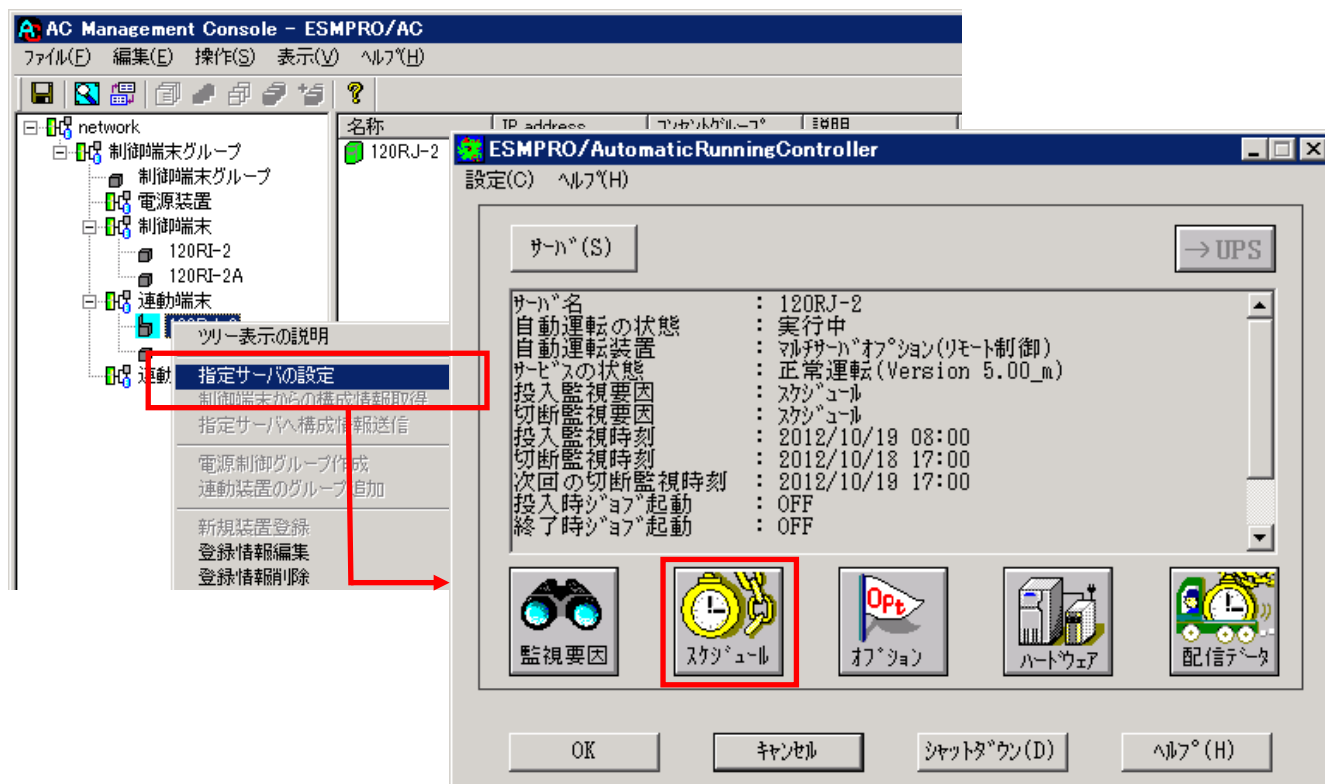 AC Management Console - ESMPRO/AC
ファイル(F) 編集(E) 操作(S) 表示(V) ヘルプ(H)
network
制御端末グループ
制御端末グループ
電源装置
制御端末
120RI-2
120RI-2A
連動端末
連動
名称 IP address コンセントグループ 説明
120RJ-2
ツリー表示の説明
指定サーバの設定
制御端末からの構成情報取得
指定サーバへ構成情報送信
電源制御グループ作成
連動装置のグループ追加
新規装置登録
登録情報編集
登録情報削除
ESMPRO/AutomaticRunningController
設定(C) ヘルプ(H)
サーバ(S)
→UPS
サーバ名 : 120RJ-2
自動運転の状態 : 実行中
自動運転装置 : マルチサーバオプション(リモート制御)
サービスの状態 : 正常運転(Version 5.00_m)
投入監視要因 : スケジュール
切断監視要因 : スケジュール
投入監視時刻 : 2012/10/19 08:00
切断監視時刻 : 2012/10/18 17:00
次回の切断監視時刻 : 2012/10/19 17:00
投入時ジョブ起動 : OFF
終了時ジョブ起動 : OFF
監視要因
スケジュール
Opt
オプション
ハードウェア
配信データ
OK
キャンセル
シャットダウン(D)
ヘルプ(H)